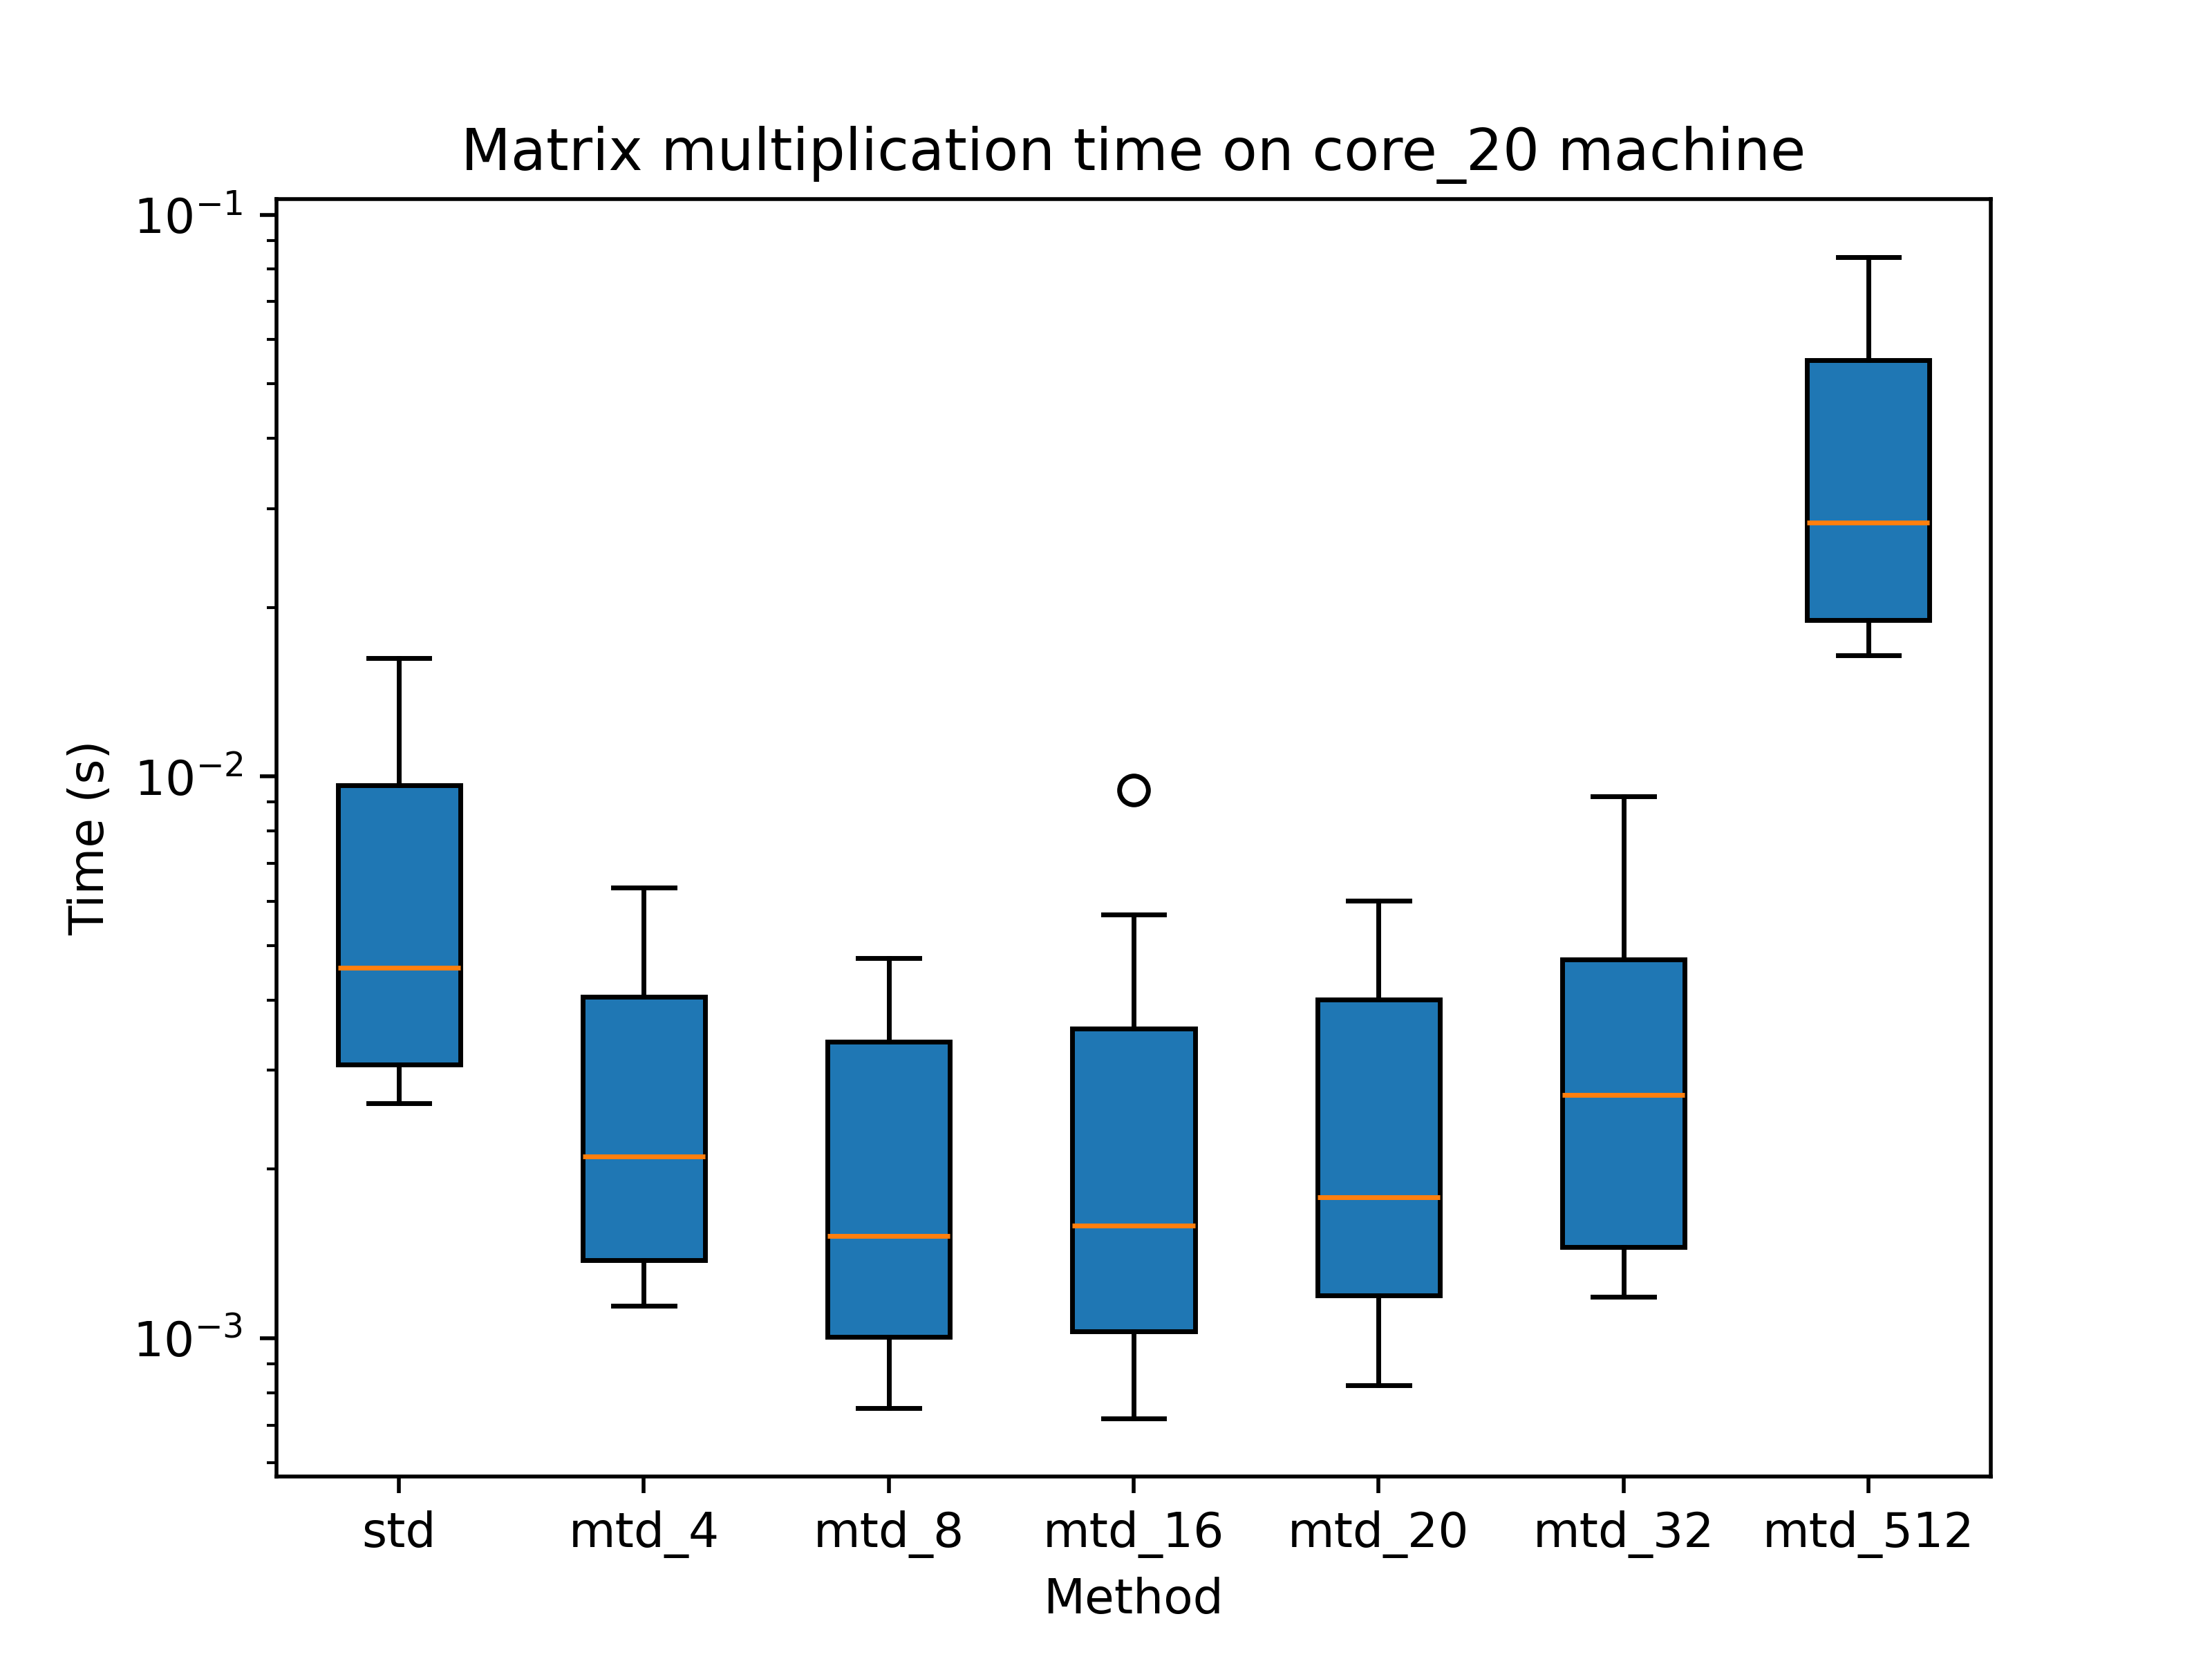 Matrix multiplication time on core_20 machine
10⁻¹
10⁻²
10⁻³
Time (s)
std mtd_4 mtd_8 mtd_16 mtd_20 mtd_32 mtd_512
Method